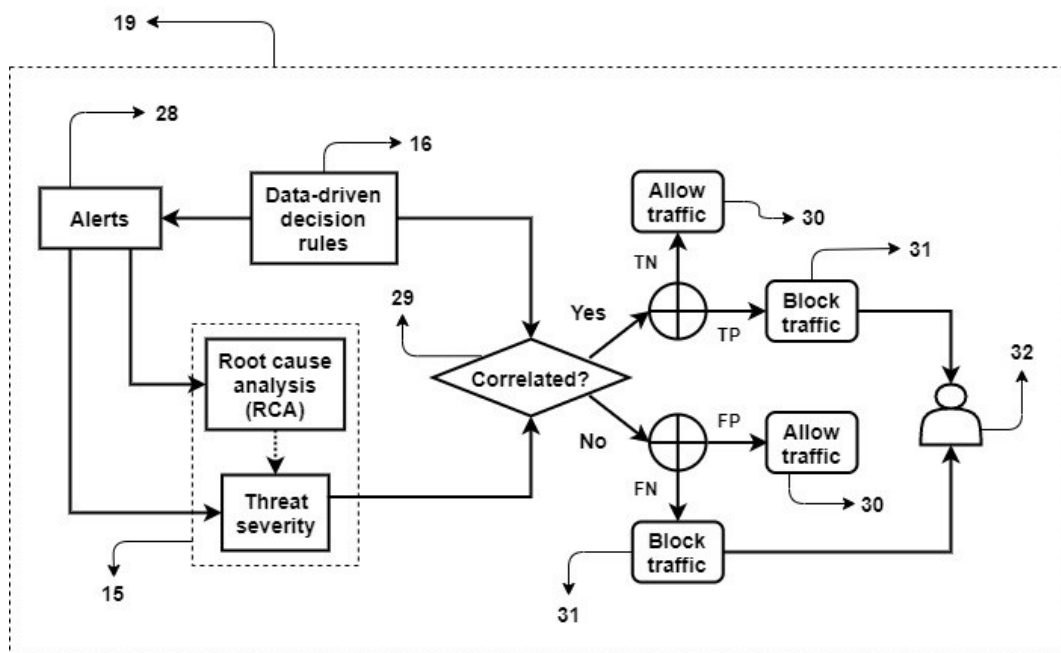 19
28
16
Alerts
Data-driven
decision
rules
Allow
traffic
30
TN
31
29
Yes
TP
Block
traffic
Root cause
analysis
(RCA)
Correlated?
32
No
FP
Allow
traffic
FN
30
Threat
severity
Block
traffic
15
31